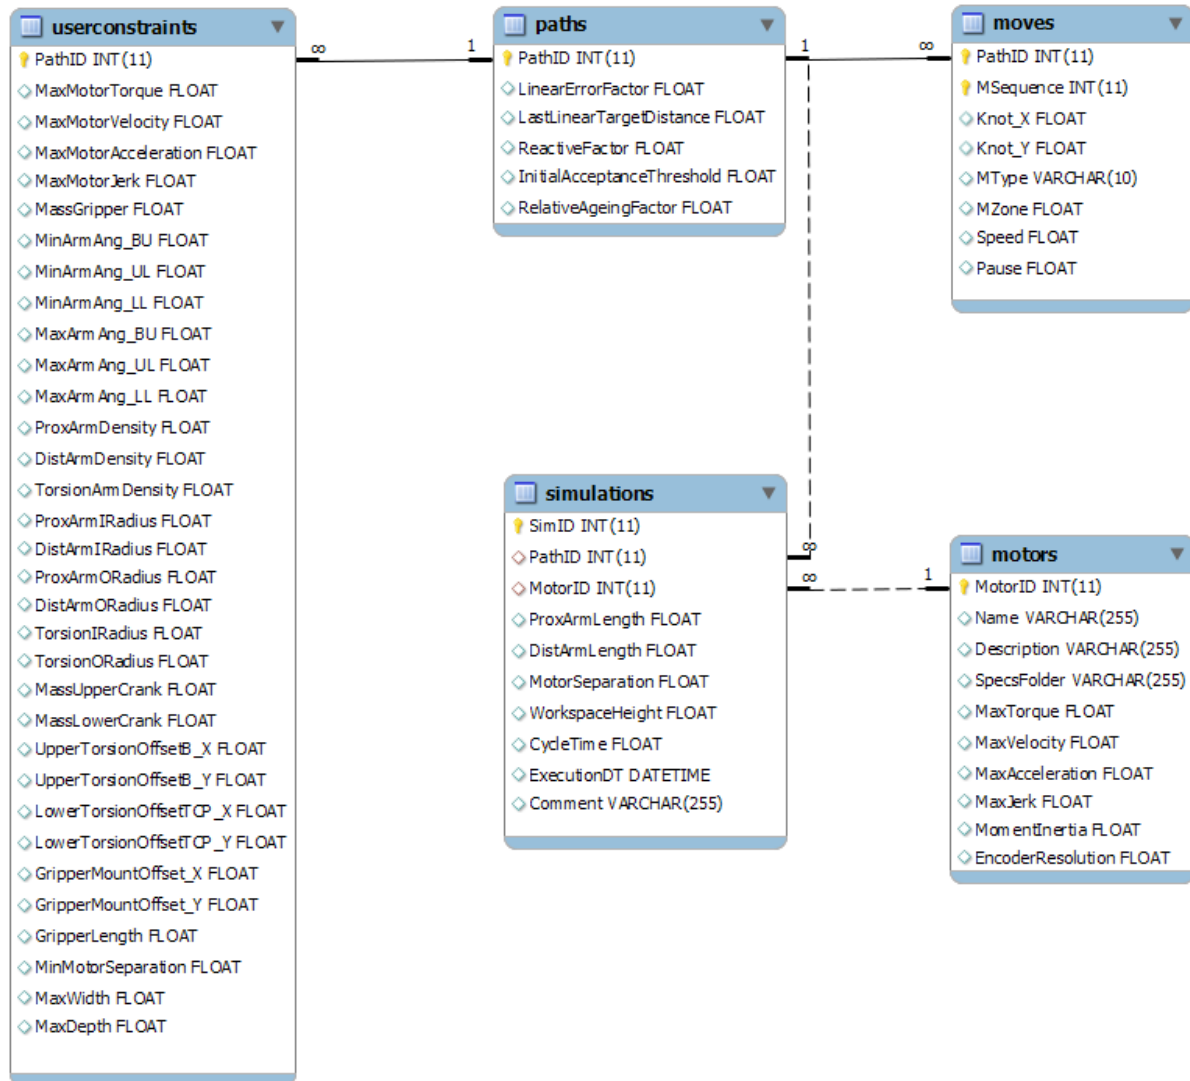 userconstraints
PathID INT(11)
MaxMotorTorque FLOAT
MaxMotorVelocity FLOAT
MaxMotorAcceleration FLOAT
MaxMotorJerk FLOAT
MassGripper FLOAT
MinArmAng_BU FLOAT
MinArmAng_UL FLOAT
MinArmAng_LL FLOAT
MaxArmAng_BU FLOAT
MaxArmAng_UL FLOAT
MaxArmAng_LL FLOAT
ProxArmDensity FLOAT
DistArmDensity FLOAT
TorsionArmDensity FLOAT
ProxArmIRadius FLOAT
DistArmIRadius FLOAT
ProxArmORadius FLOAT
DistArmORadius FLOAT
TorsionIRadius FLOAT
TorsionORadius FLOAT
MassUpperCrank FLOAT
MassLowerCrank FLOAT
UpperTorsionOffsetB_X FLOAT
UpperTorsionOffsetB_Y FLOAT
LowerTorsionOffsetTCP_X FLOAT
LowerTorsionOffsetTCP_Y FLOAT
GripperMountOffset_X FLOAT
GripperMountOffset_Y FLOAT
GripperLength FLOAT
MinMotorSeparation FLOAT
MaxWidth FLOAT
MaxDepth FLOAT
∞ 1
paths
PathID INT(11)
LinearErrorFactor FLOAT
LastLinearTargetDistance FLOAT
ReactiveFactor FLOAT
InitialAcceptanceThreshold FLOAT
RelativeAgeingFactor FLOAT
1 ∞
moves
PathID INT(11)
MSequence INT(11)
Knot_X FLOAT
Knot_Y FLOAT
MType VARCHAR(10)
MZone FLOAT
Speed FLOAT
Pause FLOAT
simulations
SimID INT(11)
PathID INT(11)
MotorID INT(11)
ProxArmLength FLOAT
DistArmLength FLOAT
MotorSeparation FLOAT
WorkspaceHeight FLOAT
CycleTime FLOAT
ExecutionDT DATETIME
Comment VARCHAR(255)
∞
∞ 1
motors
MotorID INT(11)
Name VARCHAR(255)
Description VARCHAR(255)
SpecsFolder VARCHAR(255)
MaxTorque FLOAT
MaxVelocity FLOAT
MaxAcceleration FLOAT
MaxJerk FLOAT
MomentInertia FLOAT
EncoderResolution FLOAT